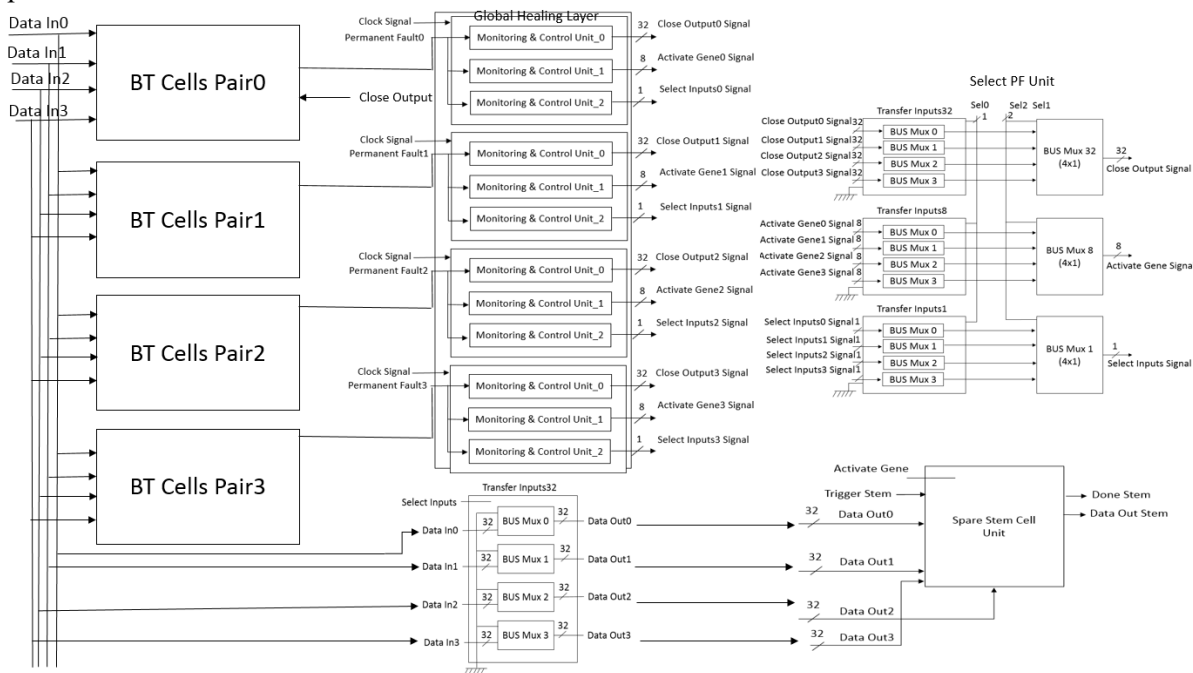 Data In0
Data In1
Data In2
Data In3
BT Cells Pair0
Close Output
BT Cells Pair1
BT Cells Pair2
BT Cells Pair3
Global Healing Layer
Clock Signal
Permanent Fault0
Monitoring & Control Unit_0
Monitoring & Control Unit_1
Monitoring & Control Unit_2
32 Close Output0 Signal
8 Activate Gene0 Signal
1 Select Inputs0 Signal
Clock Signal
Permanent Fault1
Monitoring & Control Unit_0
Monitoring & Control Unit_1
Monitoring & Control Unit_2
32 Close Output1 Signal
8 Activate Gene1 Signal
1 Select Inputs1 Signal
Clock Signal
Permanent Fault2
Monitoring & Control Unit_0
Monitoring & Control Unit_1
Monitoring & Control Unit_2
32 Close Output2 Signal
8 Activate Gene2 Signal
1 Select Inputs2 Signal
Clock Signal
Permanent Fault3
Monitoring & Control Unit_0
Monitoring & Control Unit_1
Monitoring & Control Unit_2
32 Close Output3 Signal
8 Activate Gene3 Signal
1 Select Inputs3 Signal
Select PF Unit
Sel0 Sel2 Sel1
1 2
Transfer Inputs32
Close Output0 Signal 32
Close Output1 Signal 32
Close Output2 Signal 32
Close Output3 Signal 32
BUS Mux 0
BUS Mux 1
BUS Mux 2
BUS Mux 3
BUS Mux 32
(4x1)
32
Close Output Signal
Transfer Inputs8
Activate Gene0 Signal 8
Activate Gene1 Signal 8
Activate Gene2 Signal 8
Activate Gene3 Signal 8
BUS Mux 0
BUS Mux 1
BUS Mux 2
BUS Mux 3
BUS Mux 8
(4x1)
8
Activate Gene Signal
Transfer Inputs1
Select Inputs0 Signal 1
Select Inputs1 Signal 1
Select Inputs2 Signal 1
Select Inputs3 Signal 1
BUS Mux 0
BUS Mux 1
BUS Mux 2
BUS Mux 3
BUS Mux 1
(4x1)
1
Select Inputs Signal
Transfer Inputs32
Select Inputs
Data In0 32 BUS Mux 0 32 Data Out0
Data In1 32 BUS Mux 1 32 Data Out1
Data In2 32 BUS Mux 2 32 Data Out2
Data In3 32 BUS Mux 3 32 Data Out3
Activate Gene
Trigger Stem
32 Data Out0
32 Data Out1
32 Data Out2
32 Data Out3
Spare Stem Cell
Unit
Done Stem
Data Out Stem